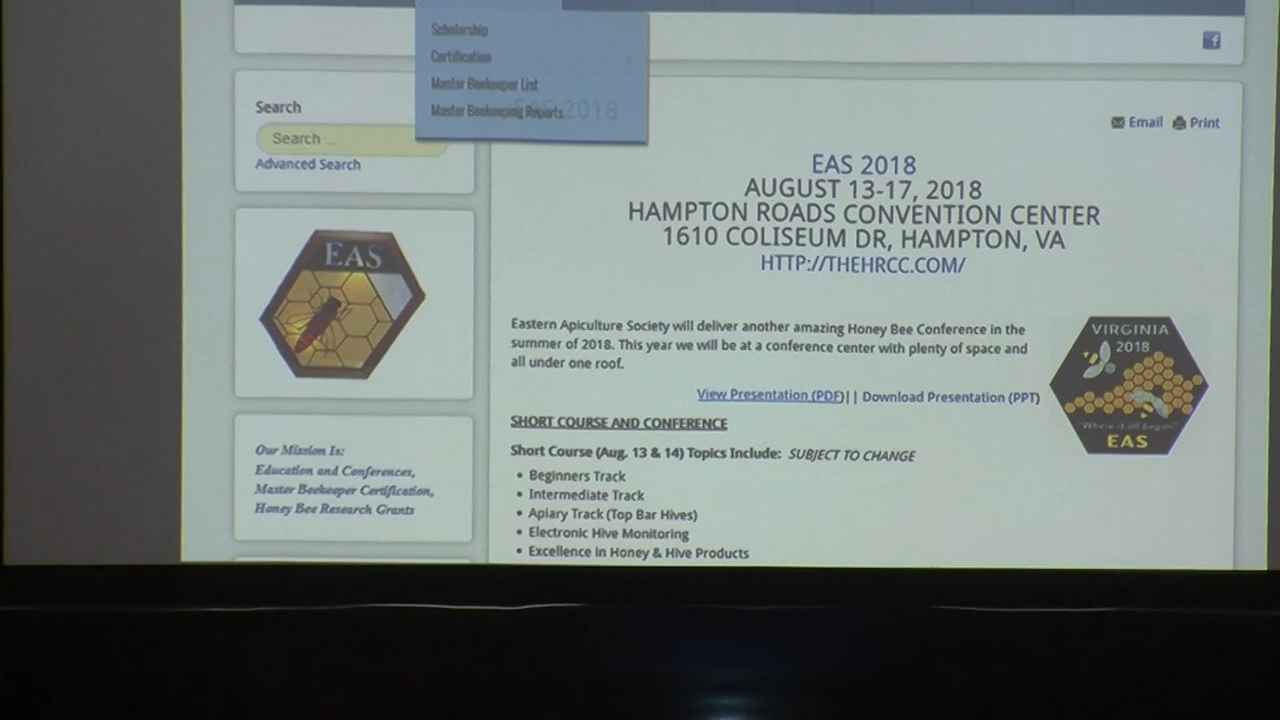 Scholarship
Certification
Master Beekeeper List
Master Beekeeping Reports
EAS 2018
Search
Search ...
Advanced Search
EAS
Our Mission Is:
Education and Conferences,
Master Beekeeper Certification,
Honey Bee Research Grants
Email Print
EAS 2018
AUGUST 13-17, 2018
HAMPTON ROADS CONVENTION CENTER
1610 COLISEUM DR, HAMPTON, VA
HTTP://THEHRCC.COM/
Eastern Apiculture Society will deliver another amazing Honey Bee Conference in the
summer of 2018. This year we will be at a conference center with plenty of space and
all under one roof.
View Presentation (PDF)|| Download Presentation (PPT)
VIRGINIA
2018
"Where it all began"
EAS
SHORT COURSE AND CONFERENCE
Short Course (Aug. 13 & 14) Topics Include: SUBJECT TO CHANGE
• Beginners Track
• Intermediate Track
• Apiary Track (Top Bar Hives)
• Electronic Hive Monitoring
• Excellence in Honey & Hive Products